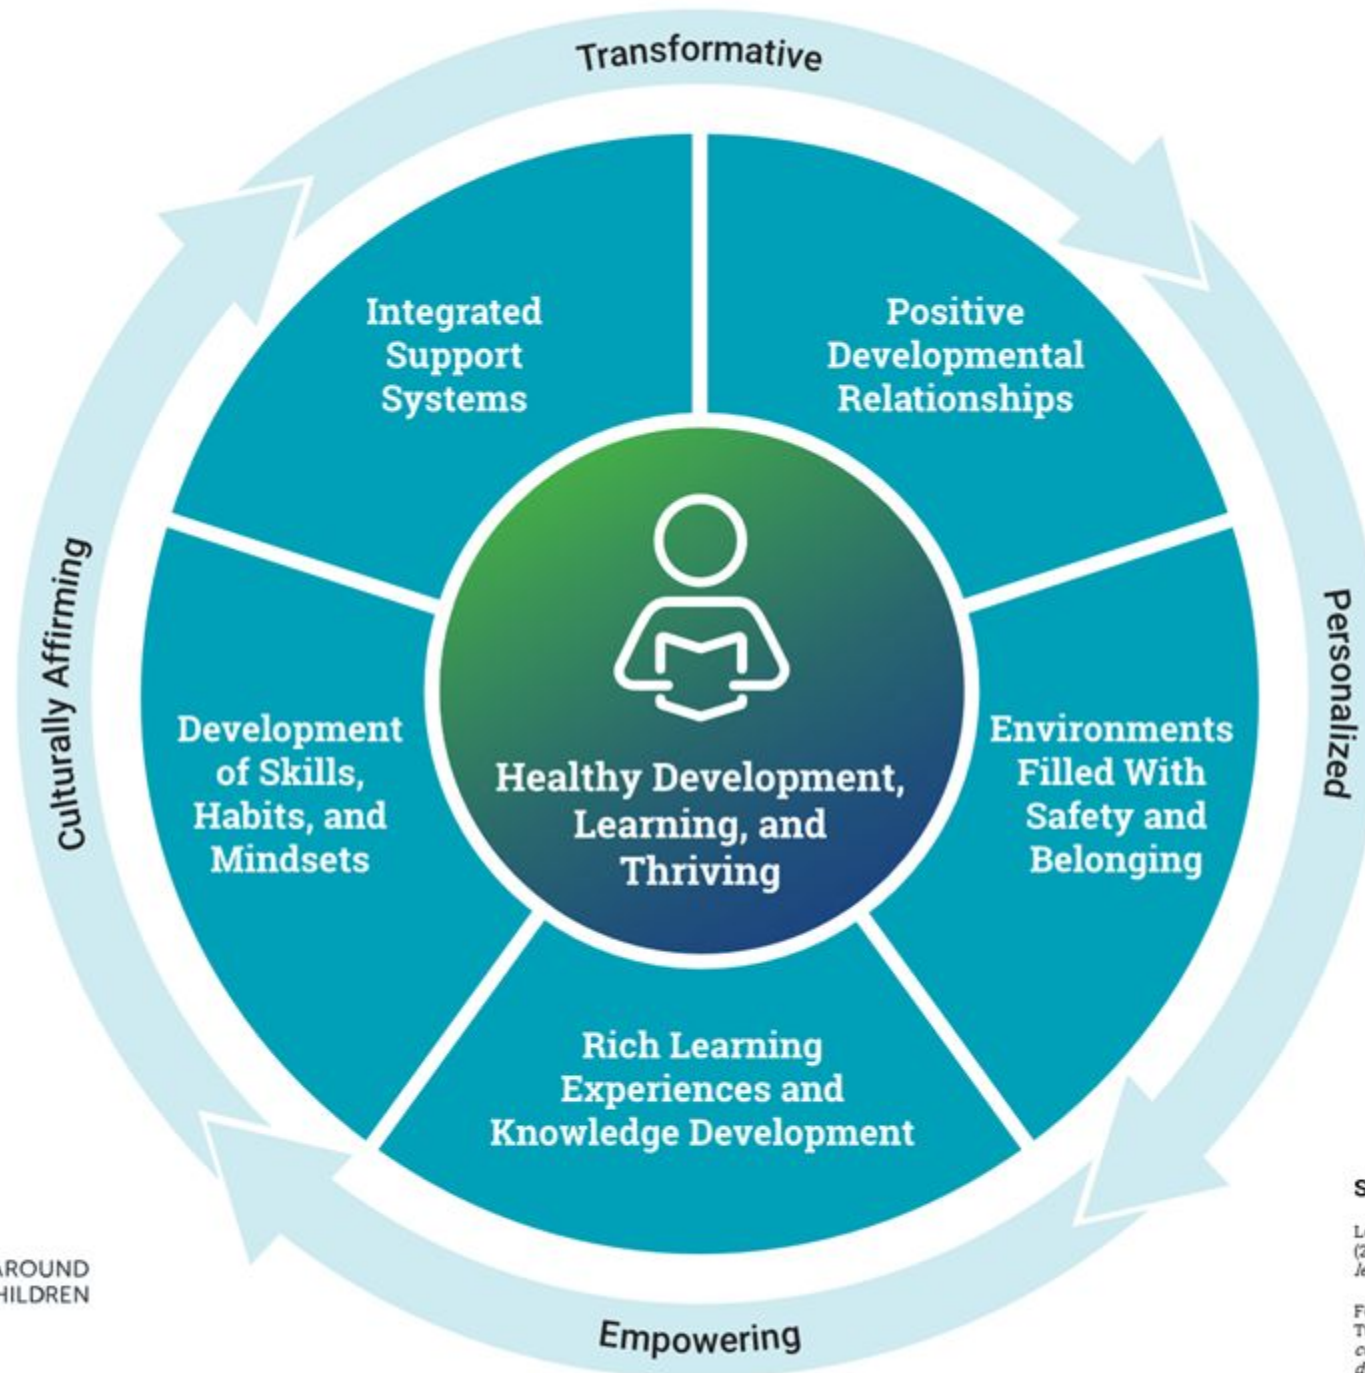 Transformative
Integrated
Support
Systems
Positive
Developmental
Relationships
Culturally Affirming
Personalized
Healthy Development,
Learning, and
Thriving
Development
of Skills,
Habits, and
Mindsets
Environments
Filled With
Safety and
Belonging
Rich Learning
Experiences and
Knowledge Development
Empowering
AROUND
HILDREN